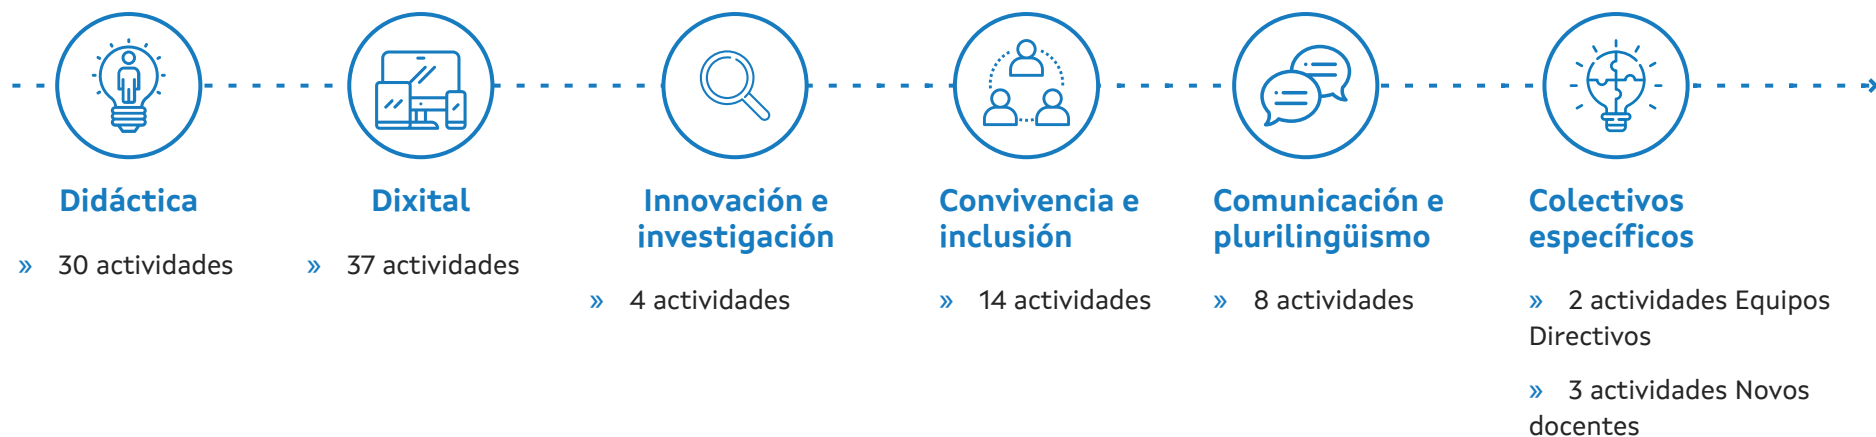 Didáctica
» 30 actividades
Dixital
» 37 actividades
Innovación e
investigación
» 4 actividades
Convivencia e
inclusión
» 14 actividades
Comunicación e
plurilingüismo
» 8 actividades
Colectivos
específicos
» 2 actividades Equipos
Directivos
» 3 actividades Novos
docentes